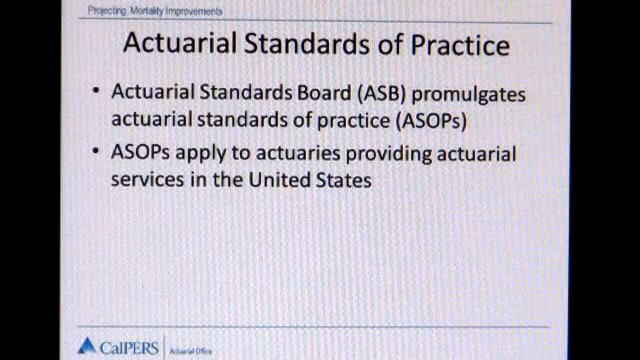 Projecting Mortality Improvements
Actuarial Standards of Practice
• Actuarial Standards Board (ASB) promulgates
actuarial standards of practice (ASOPs)
• ASOPs apply to actuaries providing actuarial
services in the United States
CalPERS
Actuarial Office